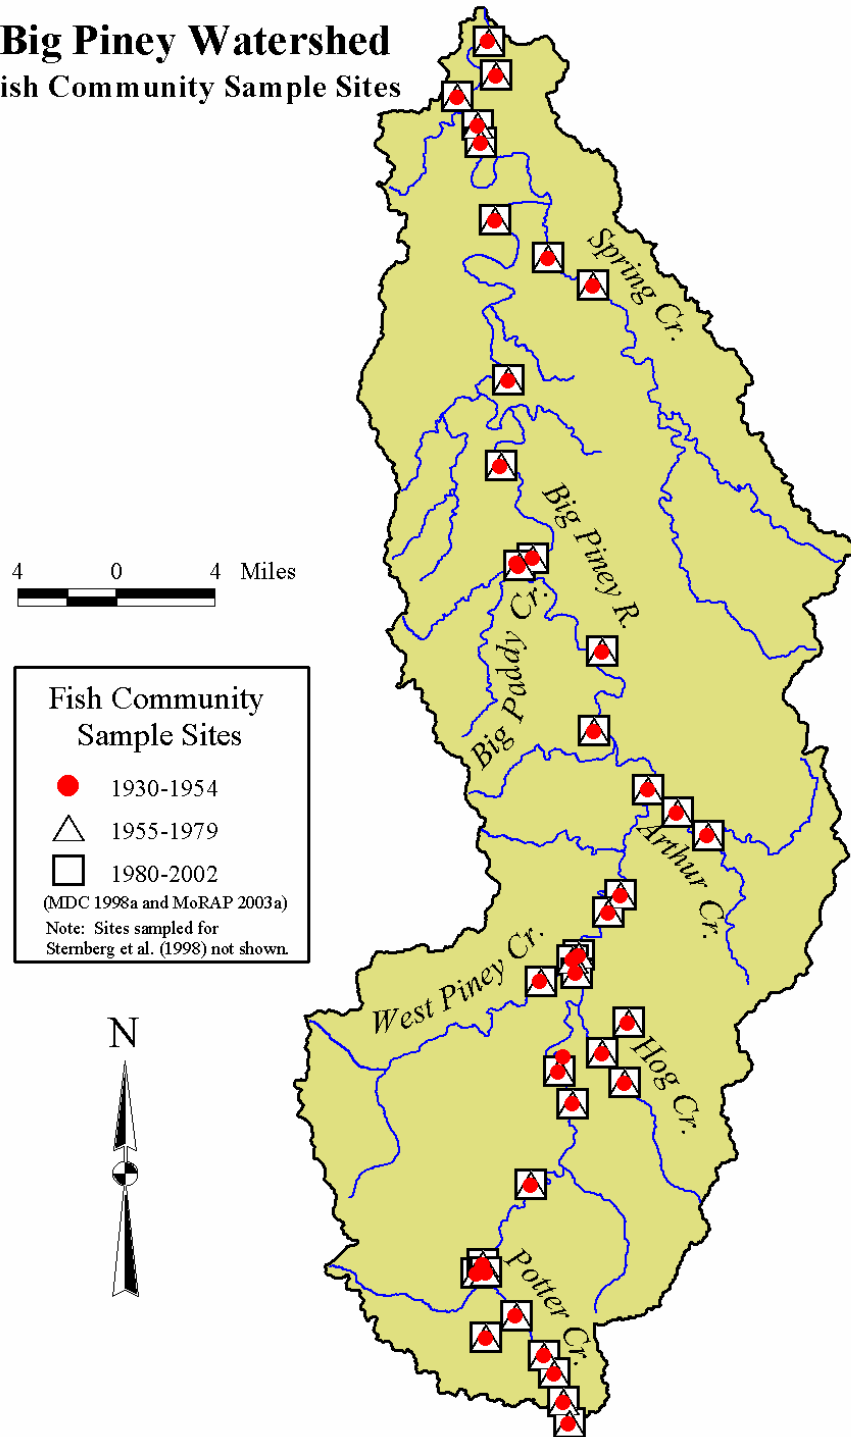 Big Piney Watershed
ish Community Sample Sites
Spring Cr.
Big Piney R.
4 0 4 Miles
Big Paddy Cr.
Fish Community
Sample Sites
1930-1954
1955-1979
1980-2002
(MDC 1998a and MoRAP 2003a)
Note: Sites sampled for
Sternberg et al. (1998) not shown.
Arthur Cr.
West Piney Cr.
N
Hog Cr.
Potter Cr.